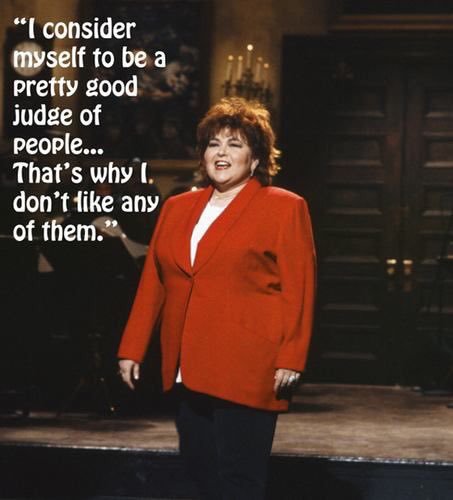 “I consider
myself to be a
pretty good
judge of
people...
That’s why I
don’t like any
of them.”